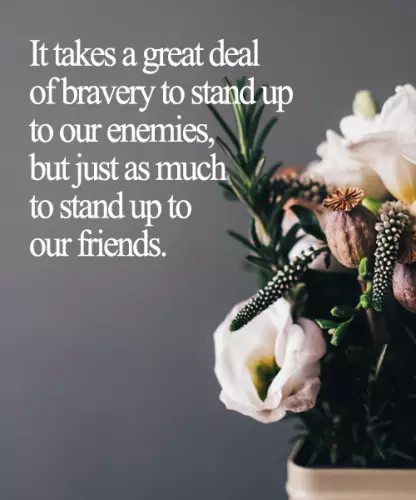 It takes a great deal
of bravery to stand up
to our enemies,
but just as much
to stand up to
our friends.